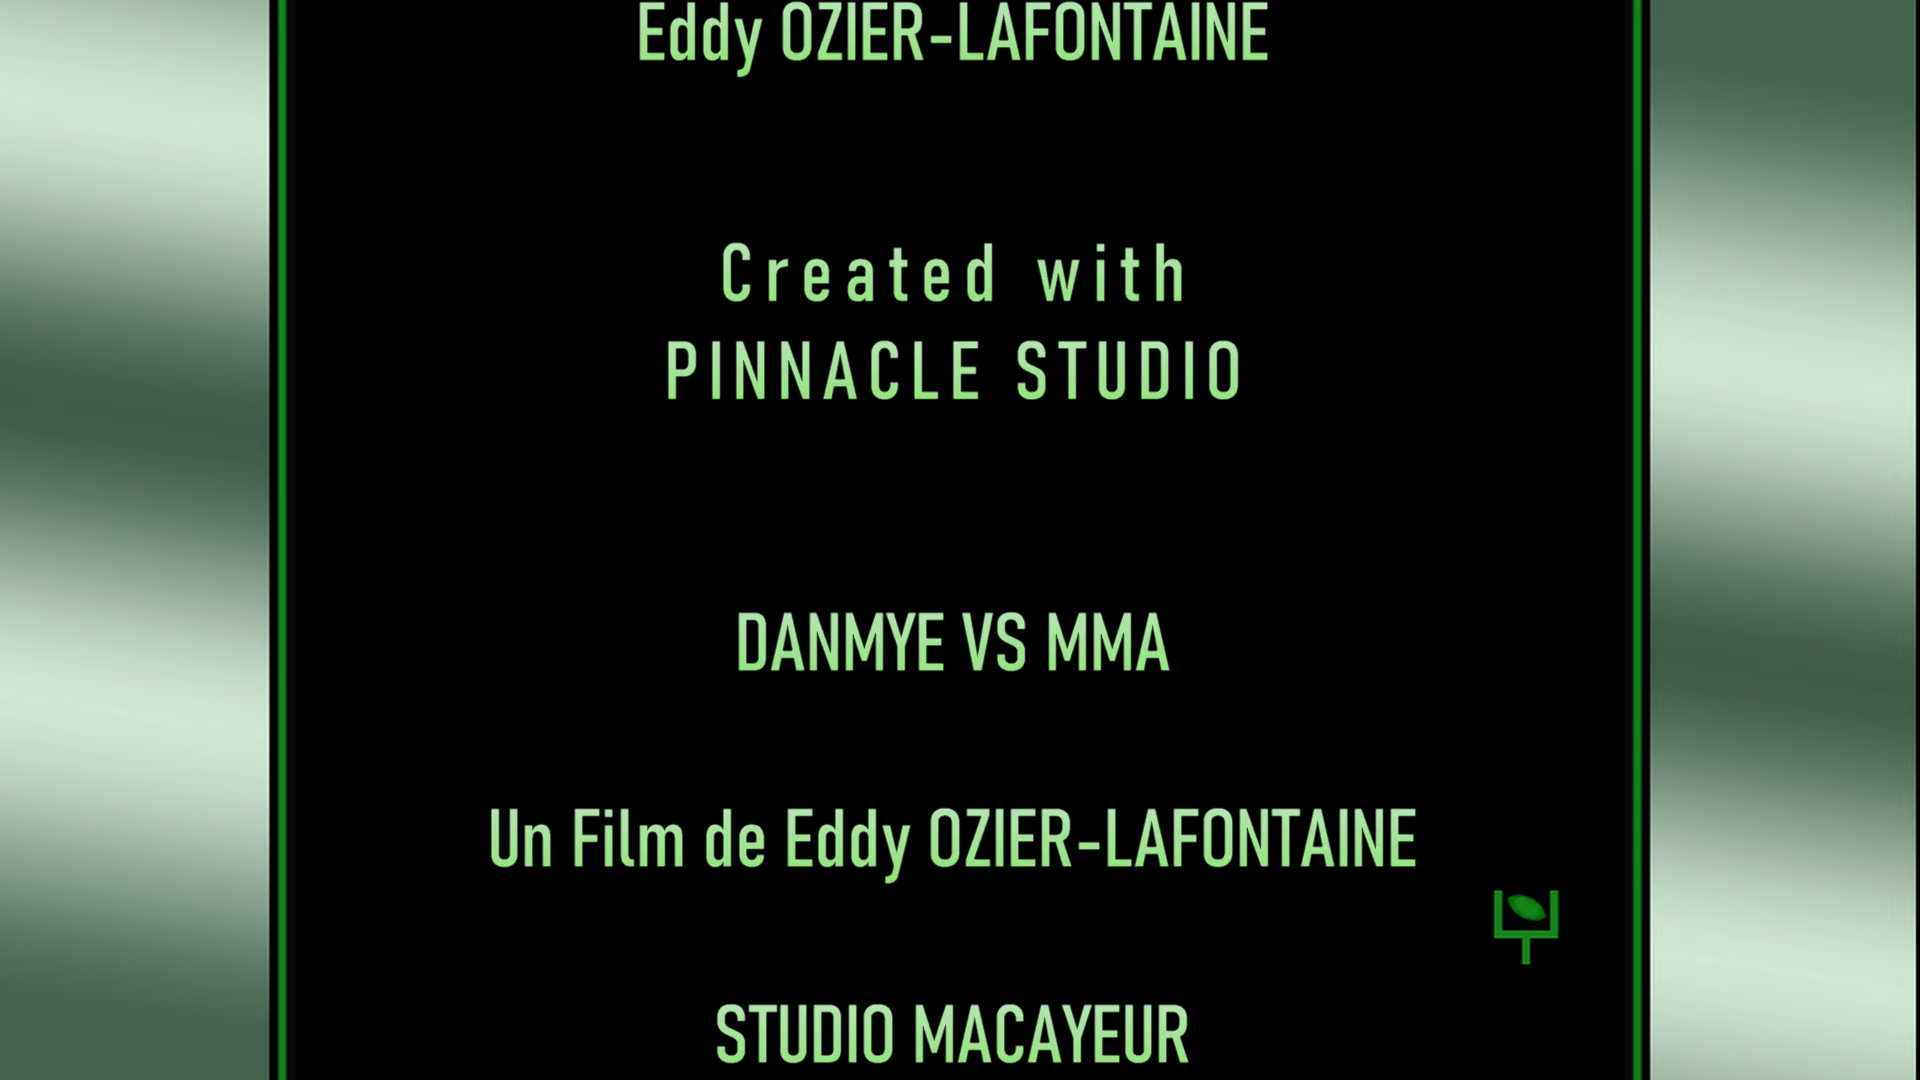 Eddy OZIER-LAFONTAINE
Created with
PINNACLE STUDIO
DANMYE VS MMA
Un Film de Eddy OZIER-LAFONTAINE
STUDIO MACAYEUR